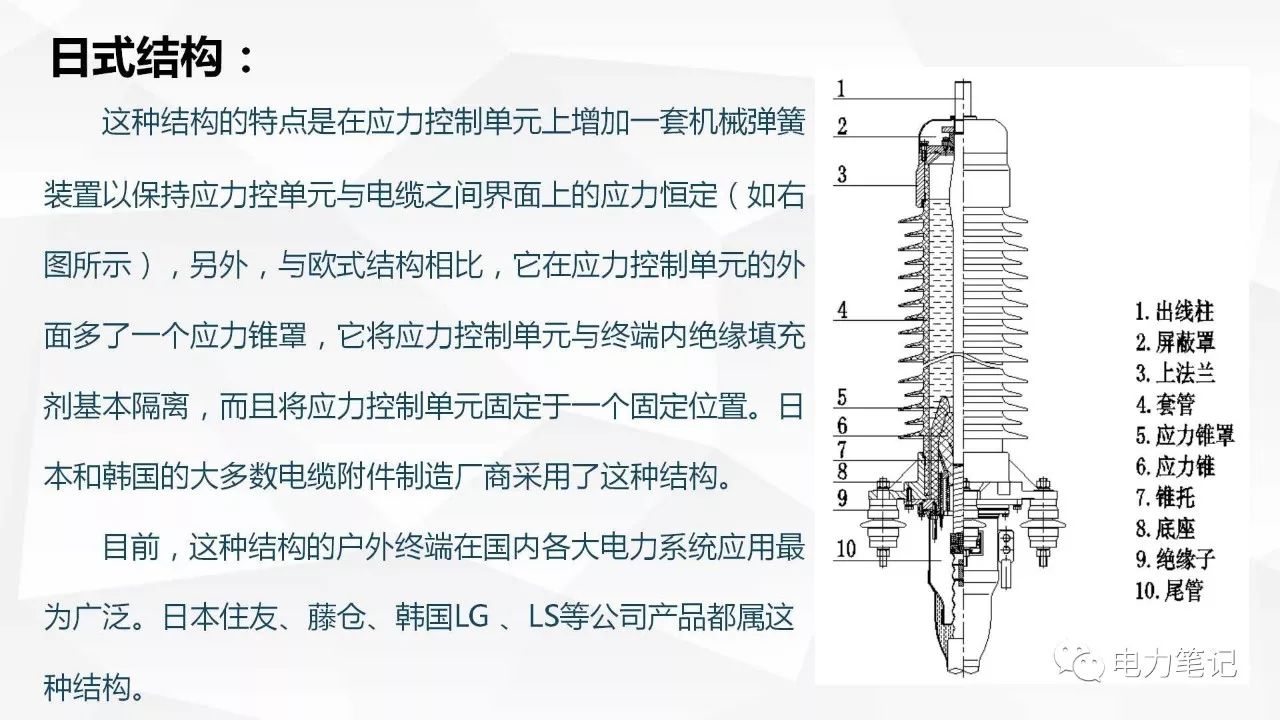 日式结构：
这种结构的特点是在应力控制单元上增加一套机械弹簧
装置以保持应力控单元与电缆之间界面上的应力恒定（如右
图所示），另外，与欧式结构相比，它在应力控制单元的外
面多了一个应力锥罩，它将应力控制单元与终端内绝缘填充
剂基本隔离，而且将应力控制单元固定于一个固定位置。日
本和韩国的大多数电缆附件制造厂商采用了这种结构。
目前，这种结构的户外终端在国内各大电力系统应用最
为广泛。日本住友、藤仓、韩国LG 、LS等公司产品都属这
种结构。
1
2
3
4
5
6
7
8
9
10
1. 出线柱
2. 屏蔽罩
3. 上法兰
4. 套管
5. 应力锥罩
6. 应力锥
7. 锥托
8. 底座
9. 绝缘子
10. 尾管
电力笔记